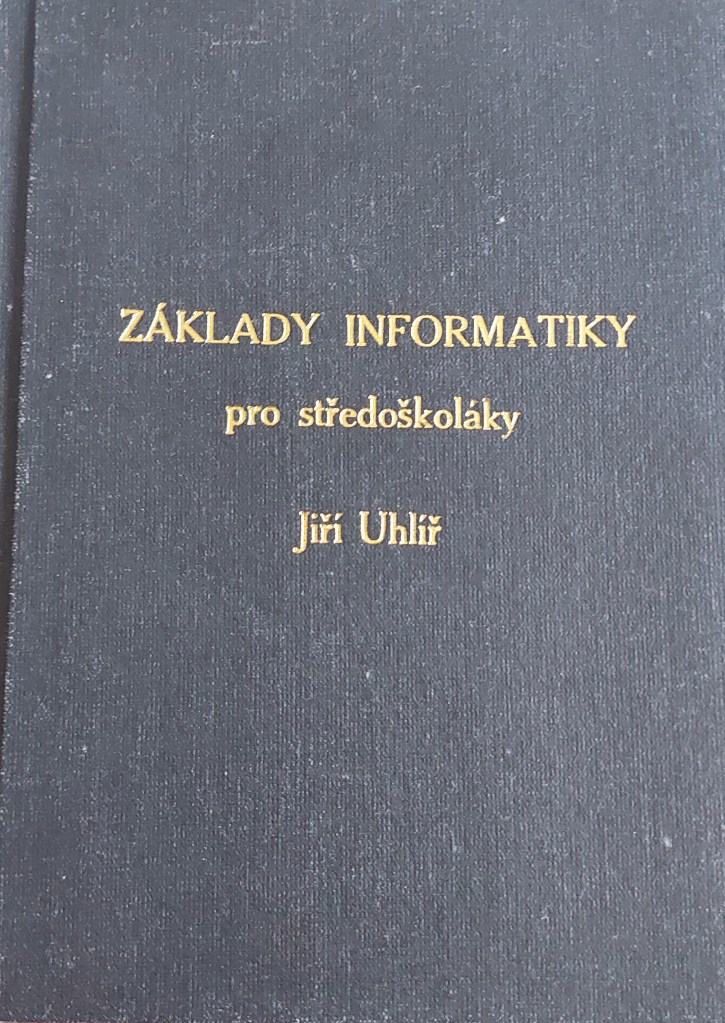 ZÁKLADY INFORMATIKY
pro středoškoláky
Jiří Uhlíř